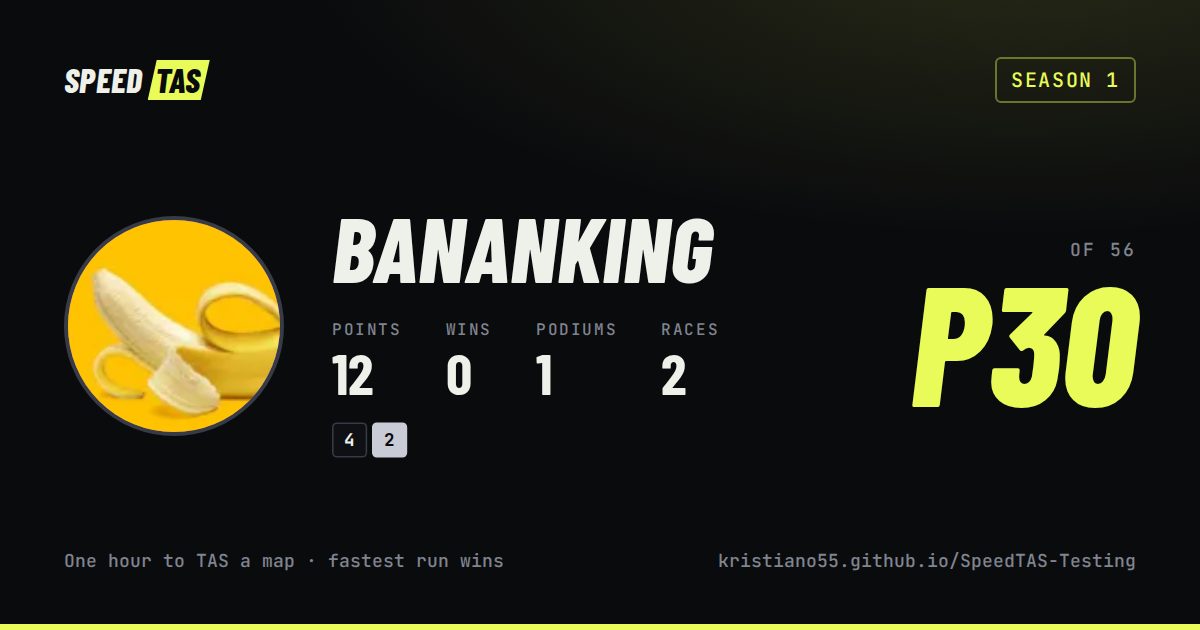 SPEED TAS
SEASON 1
BANANKING
OF 56
P30
POINTS WINS PODIUMS RACES
12 0 1 2
4 2
One hour to TAS a map · fastest run wins
kristiano55.github.io/SpeedTAS-Testing